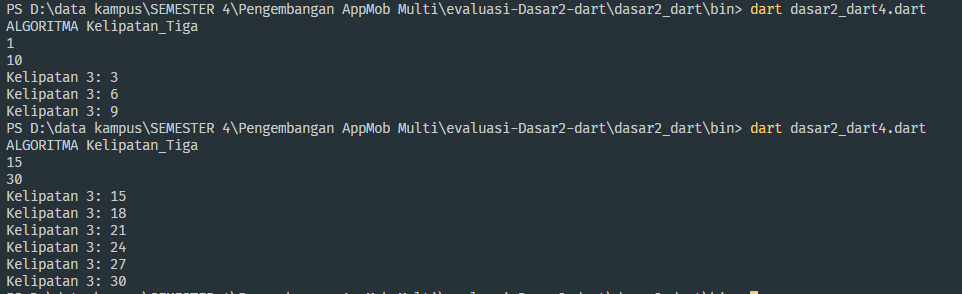 PS D:\data kampus\SEMESTER 4\Pengembangan AppMob Multi\evaluasi-Dasar2-dart\dasar2_dart\bin> dart dasar2_dart4.dart
ALGORITMA Kelipatan_Tiga
1
10
Kelipatan 3: 3
Kelipatan 3: 6
Kelipatan 3: 9
PS D:\data kampus\SEMESTER 4\Pengembangan AppMob Multi\evaluasi-Dasar2-dart\dasar2_dart\bin> dart dasar2_dart4.dart
ALGORITMA Kelipatan_Tiga
15
30
Kelipatan 3: 15
Kelipatan 3: 18
Kelipatan 3: 21
Kelipatan 3: 24
Kelipatan 3: 27
Kelipatan 3: 30